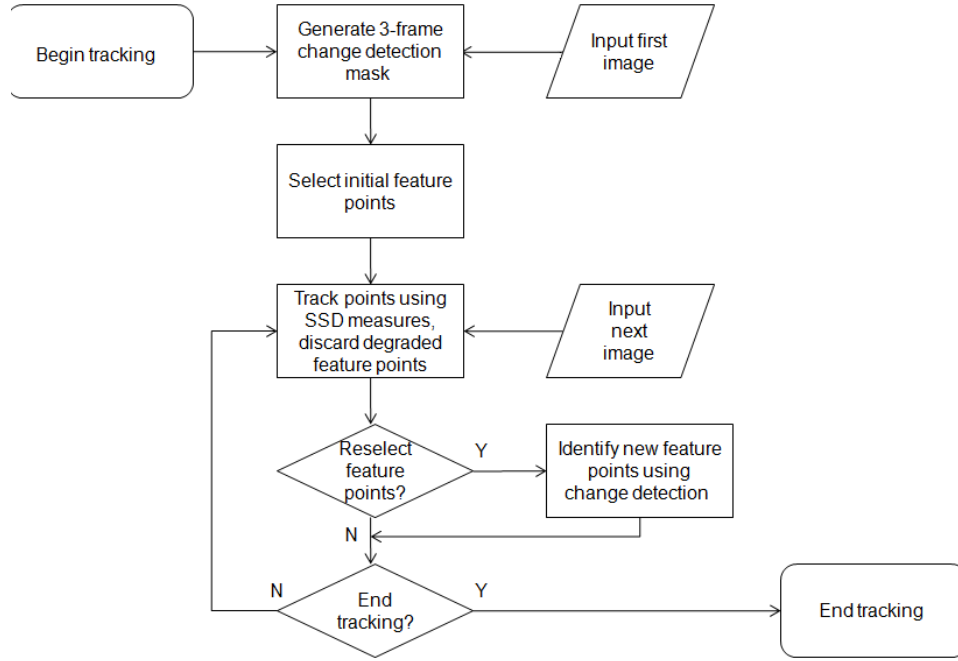 Begin tracking
Generate 3-frame
change detection
mask
Input first
image
Select initial feature
points
Track points using
SSD measures,
discard degraded
feature points
Input
next
image
Reselect
feature
points?
Y
Identify new feature
points using
change detection
N
N
End
tracking?
Y
End tracking